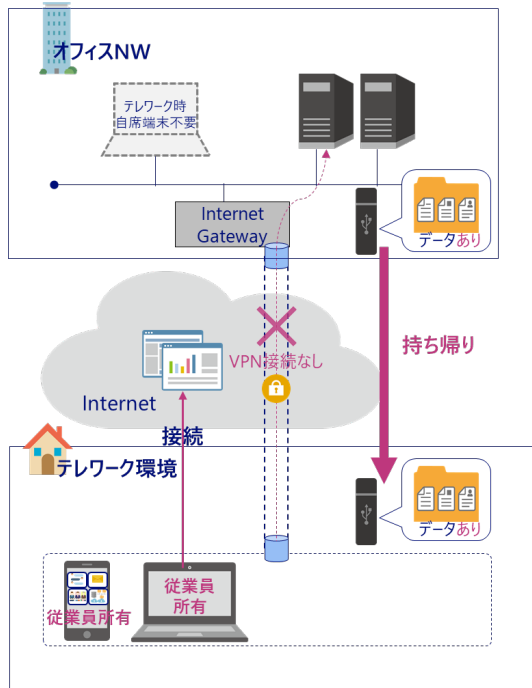 オフィスNW
テレワーク時
自席端末不要
Internet
Gateway
データあり
VPN接続なし
持ち帰り
Internet
接続
テレワーク環境
データあり
従業員所有
従業員
所有